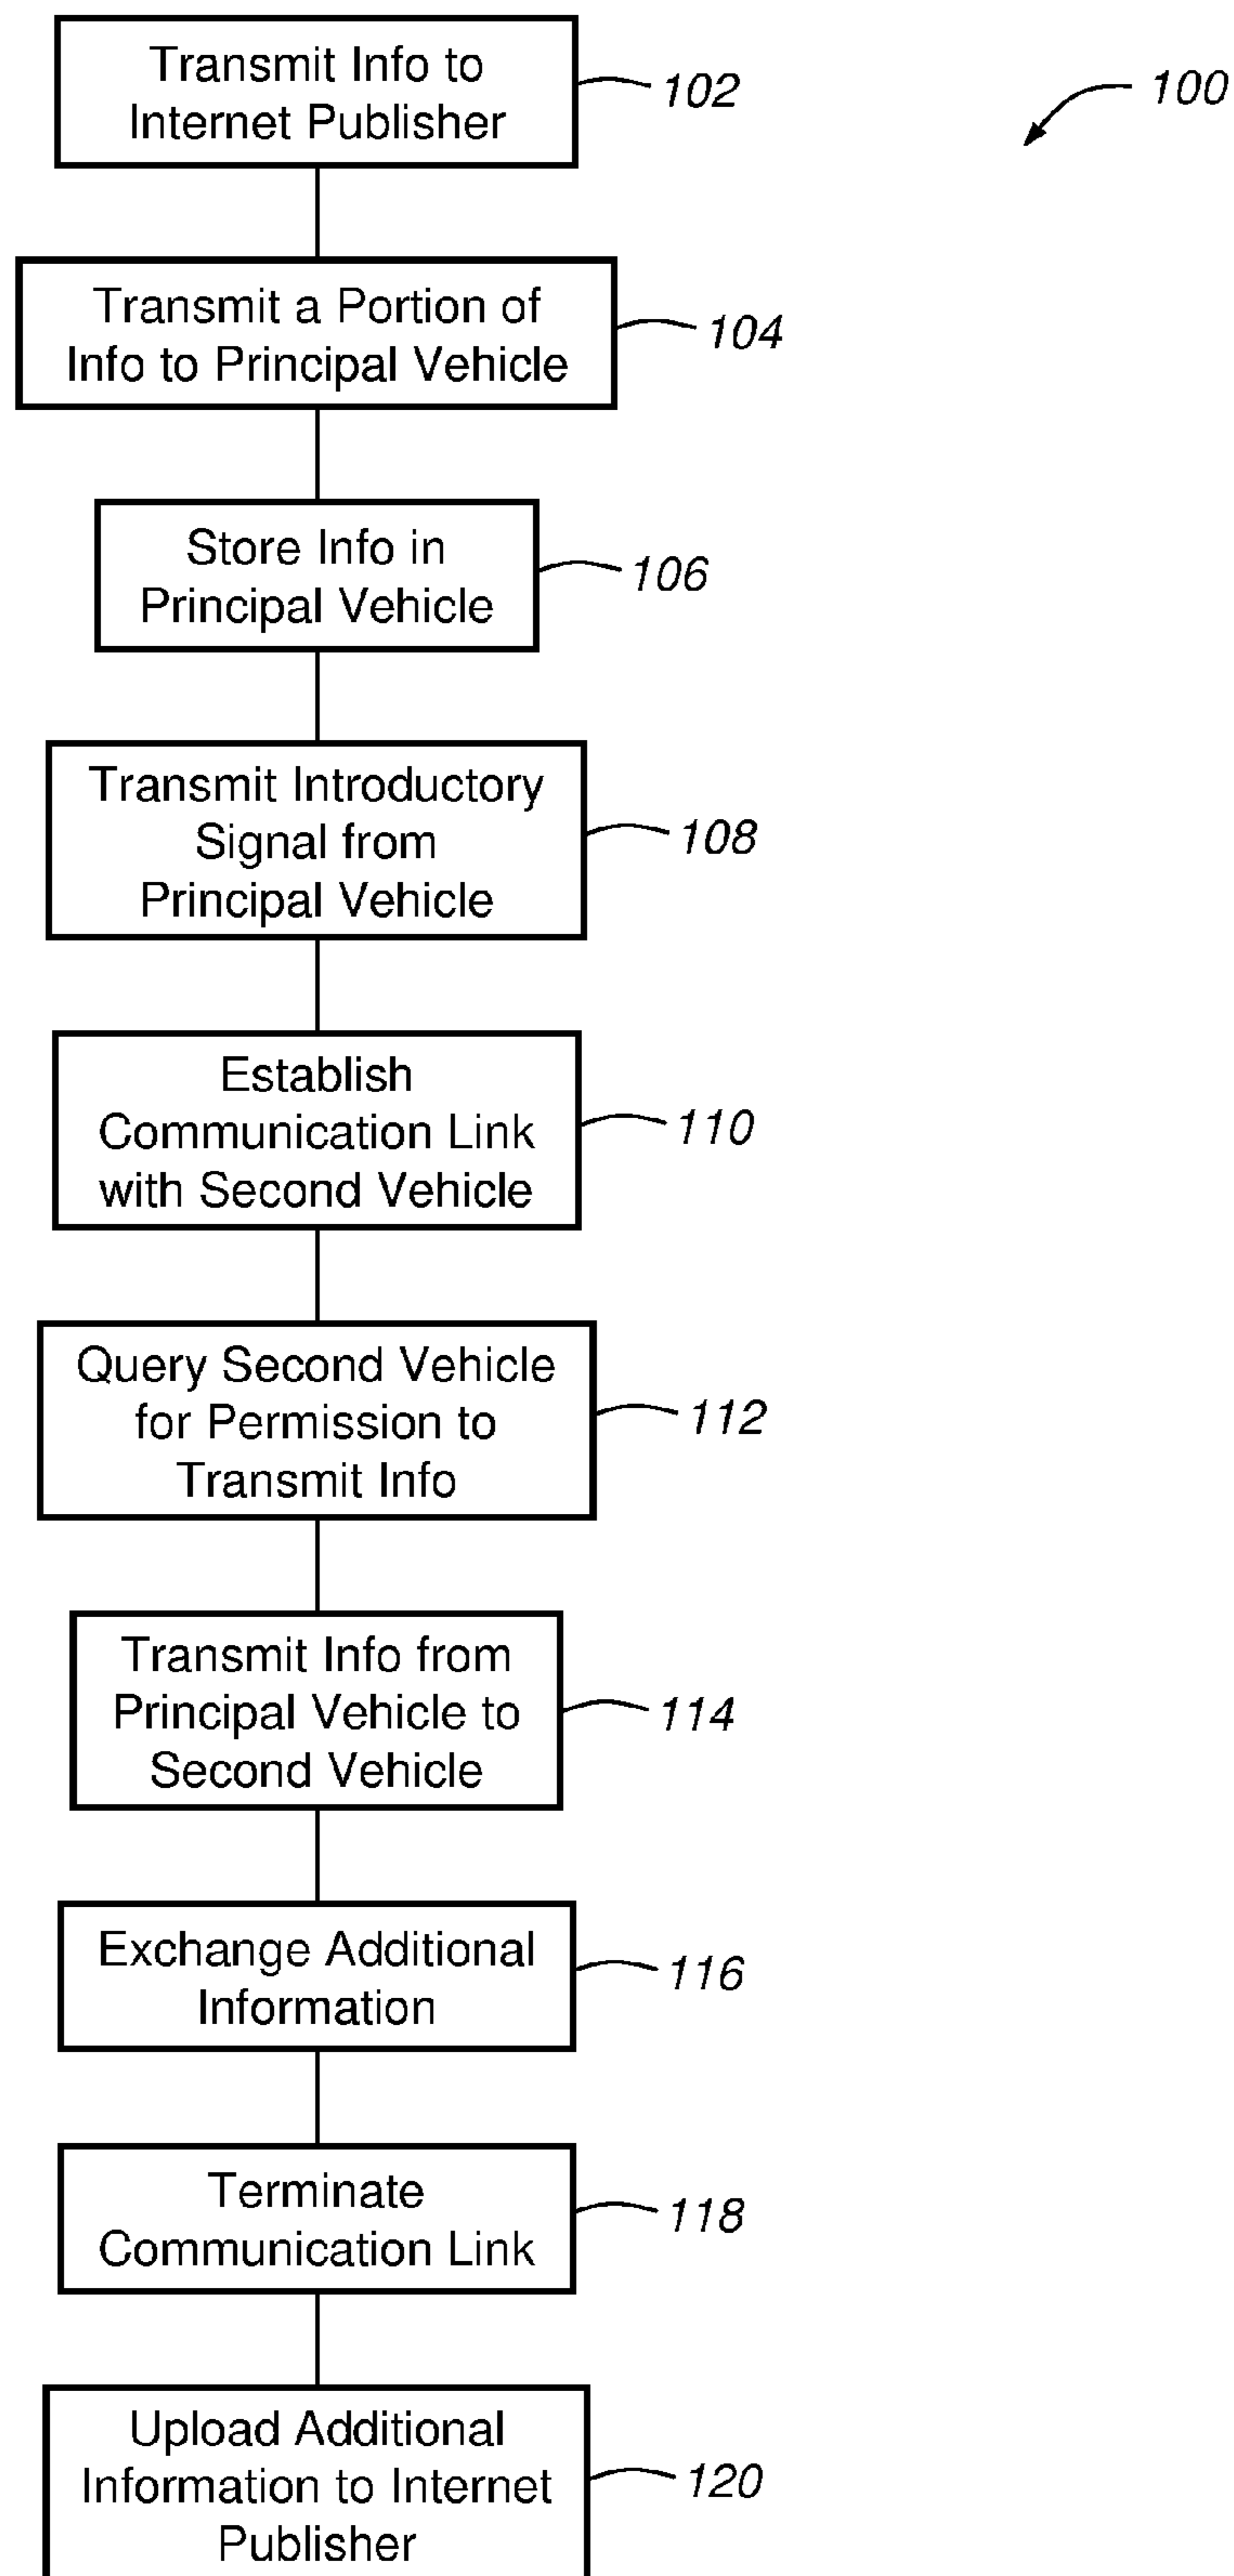 Transmit Info to
Internet Publisher
102
100
Transmit a Portion of
Info to Principal Vehicle
104
Store Info in
Principal Vehicle
106
Transmit Introductory
Signal from
Principal Vehicle
108
Establish
Communication Link
with Second Vehicle
110
Query Second Vehicle
for Permission to
Transmit Info
112
Transmit Info from
Principal Vehicle to
Second Vehicle
114
Exchange Additional
Information
116
Terminate
Communication Link
118
Upload Additional
Information to Internet
Publisher
120